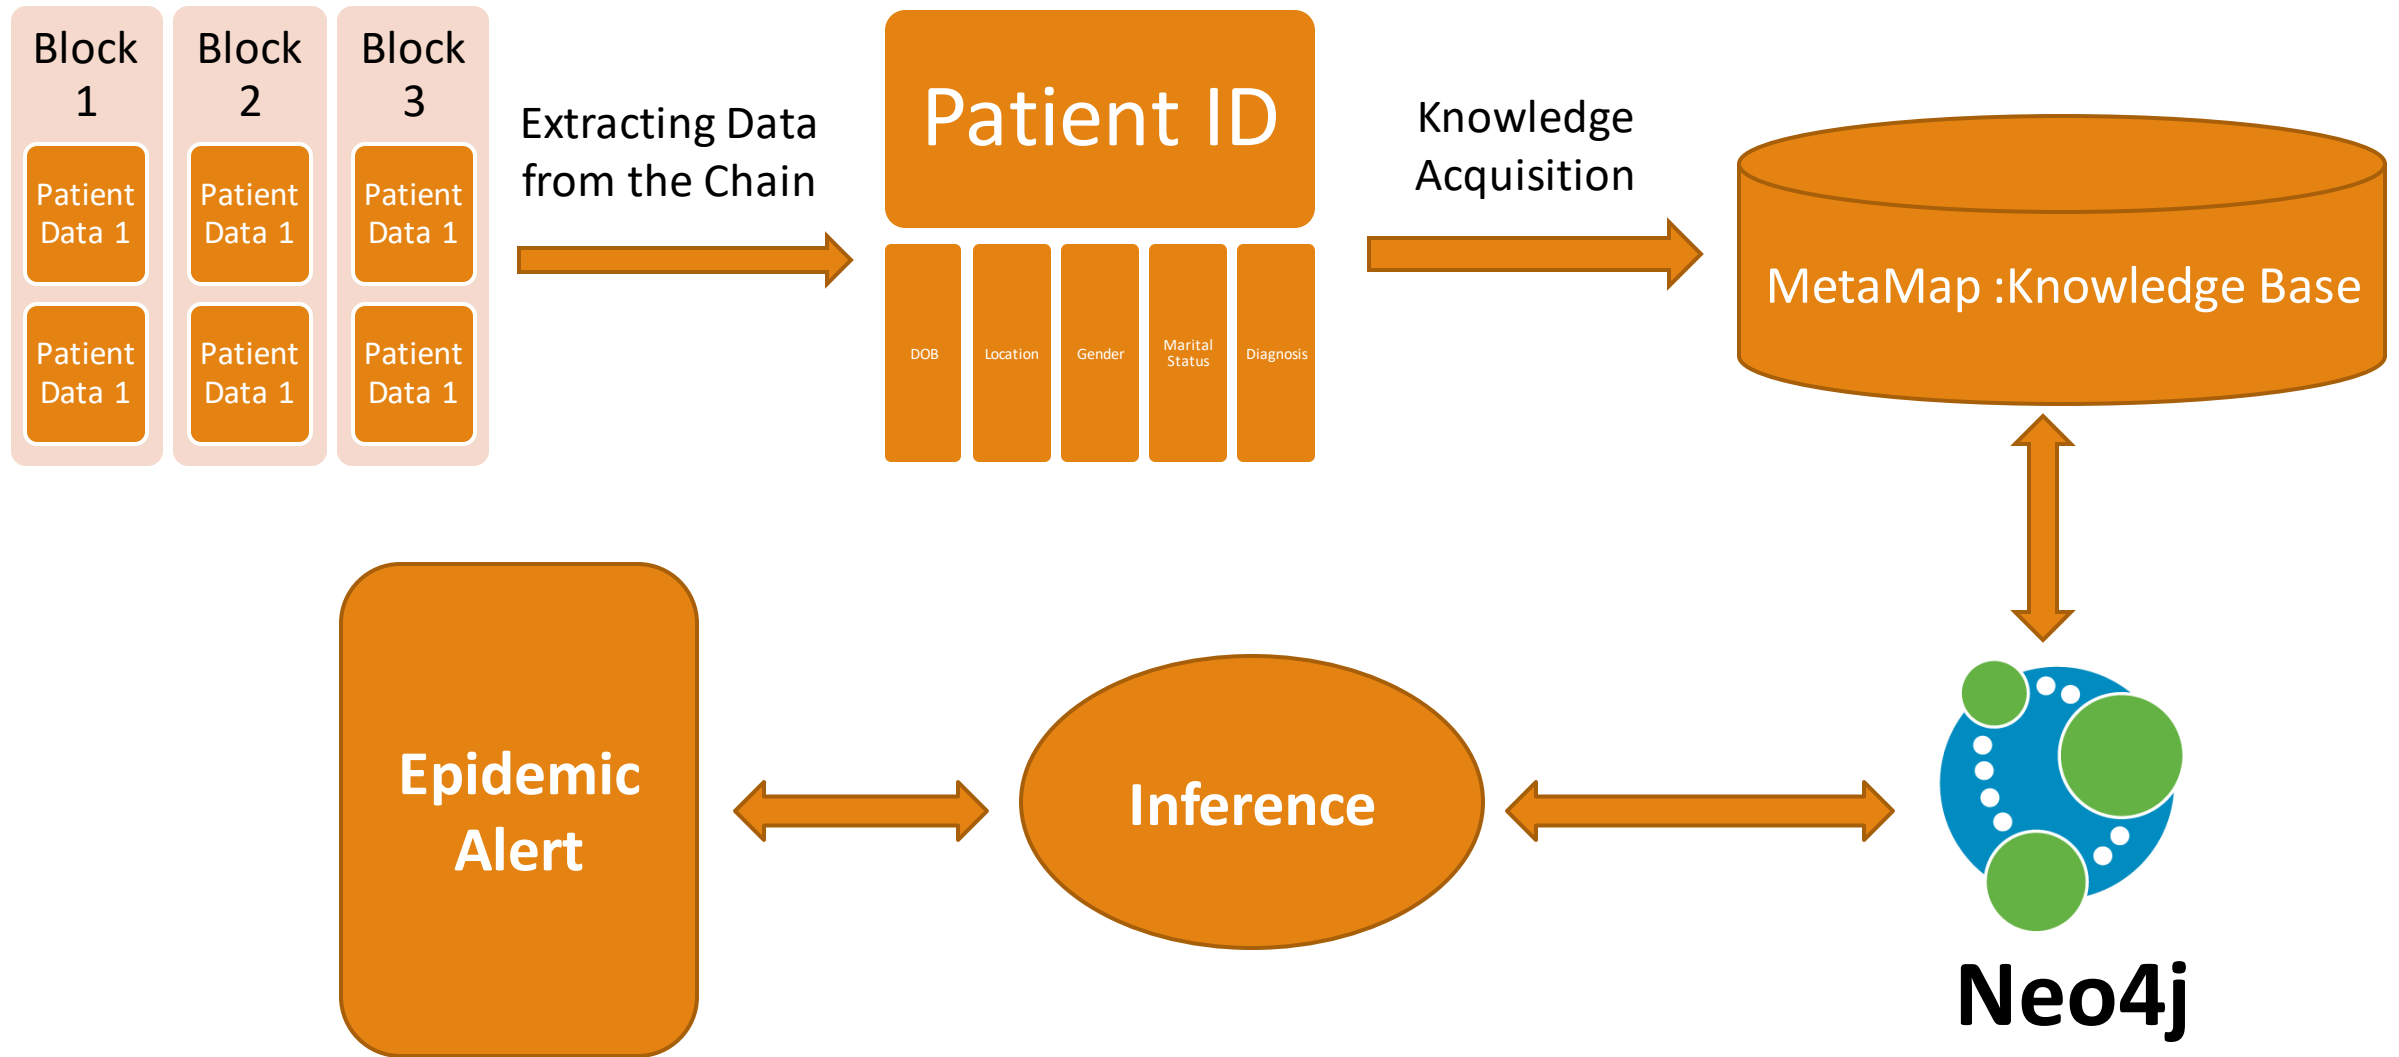 Block
1
Block
2
Block
3
Patient
Data 1
Patient
Data 1
Patient
Data 1
Patient
Data 1
Patient
Data 1
Patient
Data 1
Extracting Data
from the Chain
Patient ID
DOB
Location
Gender
Marital
Status
Diagnosis
Knowledge
Acquisition
MetaMap :Knowledge Base
Epidemic
Alert
Inference
Neo4j